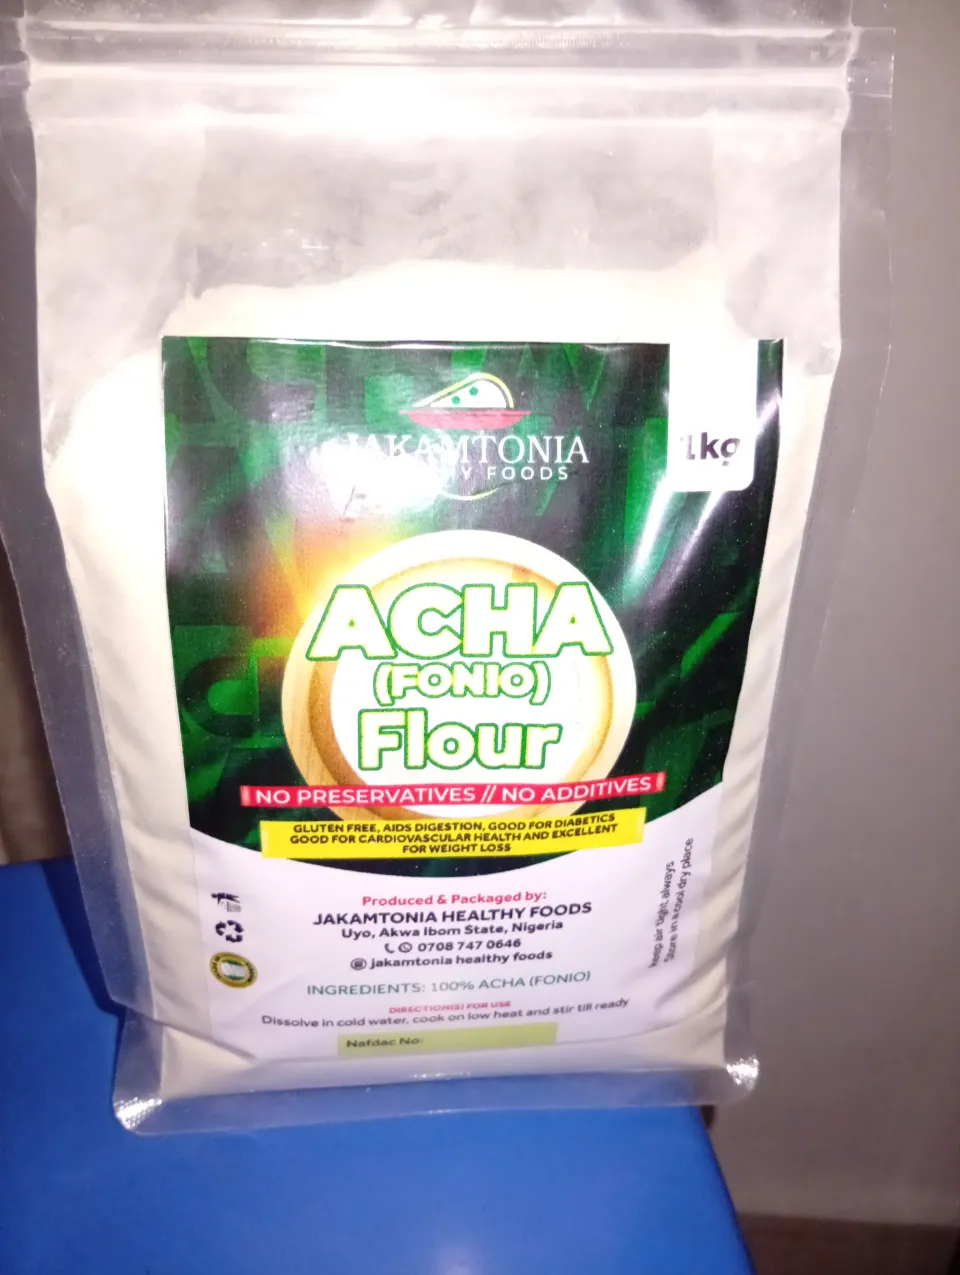 JAKAMTONIA
FOODS
1kg
ACHA
(FONIO)
Flour
NO PRESERVATIVES // NO ADDITIVES
GLUTEN FREE, AIDS DIGESTION, GOOD FOR DIABETICS
GOOD FOR CARDIOVASCULAR HEALTH AND EXCELLENT
FOR WEIGHT LOSS
Produced & Packaged by:
JAKAMTONIA HEALTHY FOODS
Uyo, Akwa Ibom State, Nigeria
0708 747 0646
jakamtonia healthy foods
INGREDIENTS: 100% ACHA (FONIO)
DIRECTION(S) FOR USE
Dissolve in cold water, cook on low heat and stir till ready
Nafdac No:
keep air tight always
Store in a cool dry place